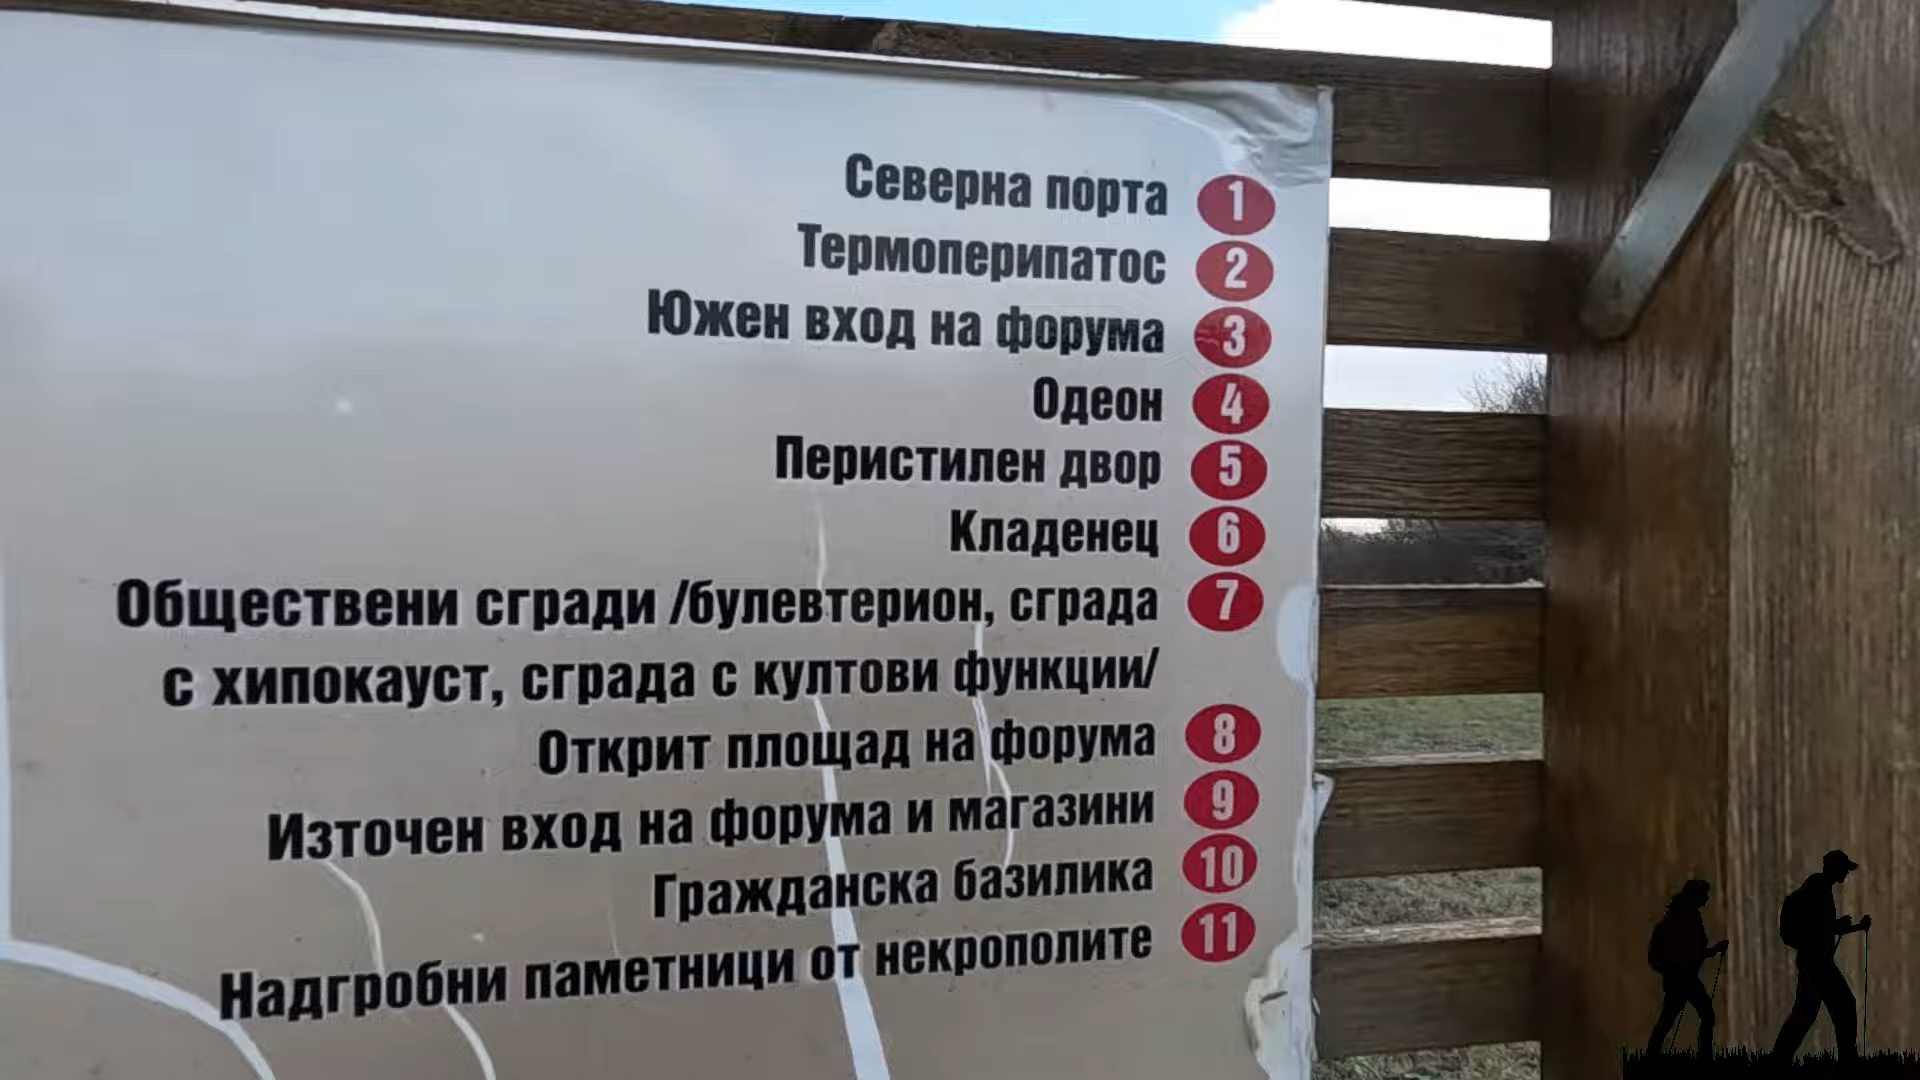 Северна порта 1
Термоперипатос 2
Южен вход на форума 3
Одеон 4
Перистилен двор 5
Кладенец 6
Обществени сгради /булевтерион, сграда 7
с хипокауст, сграда с култови функции/
Открит площад на форума 8
Източен вход на форума и магазини 9
Гражданска базилика 10
Надгробни паметници от некрополите 11